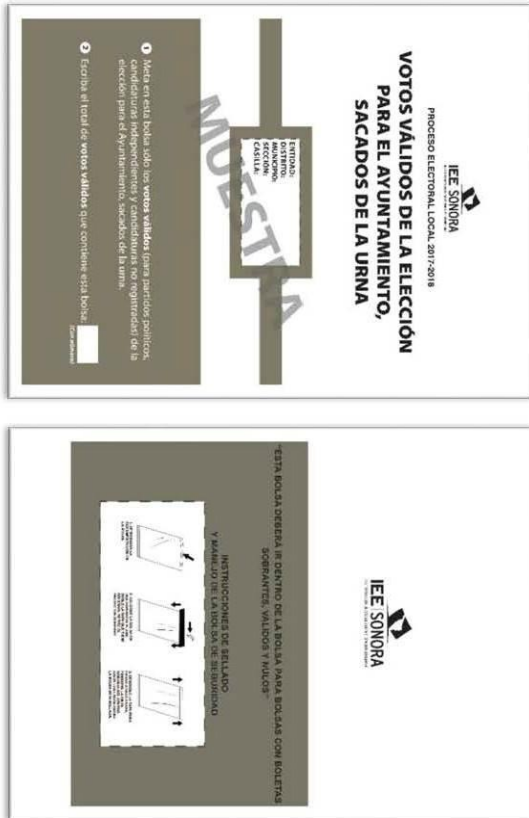 IEE SONORA
PROCESO ELECTORAL LOCAL 2017-2018
VOTOS VÁLIDOS DE LA ELECCIÓN
PARA EL AYUNTAMIENTO,
SACADOS DE LA URNA
ENTIDAD:
DISTRITO:
MUNICIPIO:
SECCIÓN:
CASILLA:
MUESTRA
1 Meta en esta bolsa sólo los votos válidos (para partidos políticos,
candidaturas independientes y candidaturas no registradas) de la
elección para el Ayuntamiento, sacados de la urna.
2 Escriba el total de votos válidos que contiene esta bolsa:
(Con número)
IEE SONORA
"ESTA BOLSA DEBERÁ IR DENTRO DE LA BOLSA PARA BOLSAS CON BOLETAS
SOBRANTES, VALIDOS Y NULOS"
INSTRUCCIONES DE SELLADO
Y MANEJO DE LA BOLSA DE SEGURIDAD